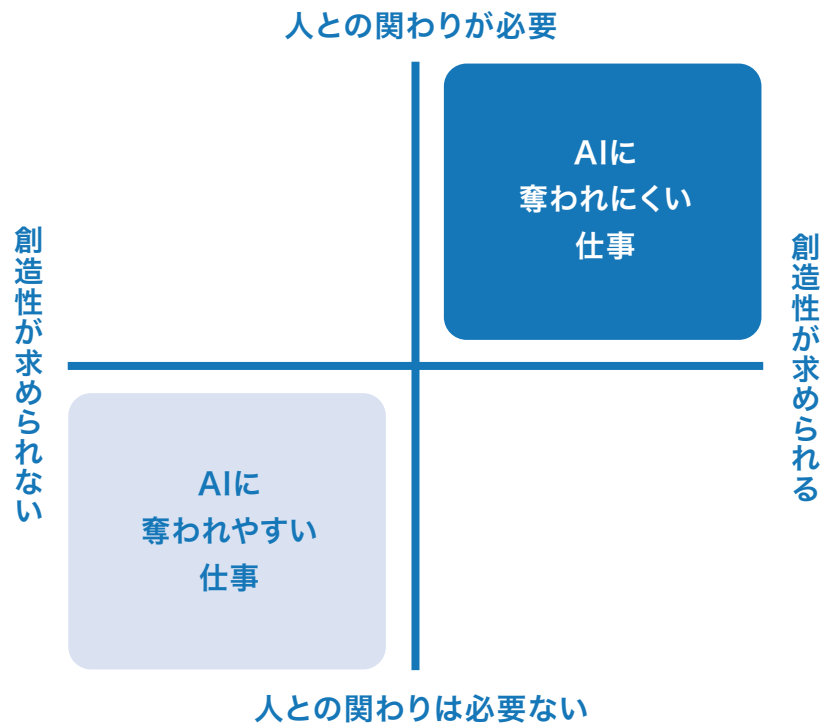 人との関わりが必要
AIに
奪われにくい
仕事
創造性が求められない
創造性が求められる
AIに
奪われやすい
仕事
人との関わりは必要ない